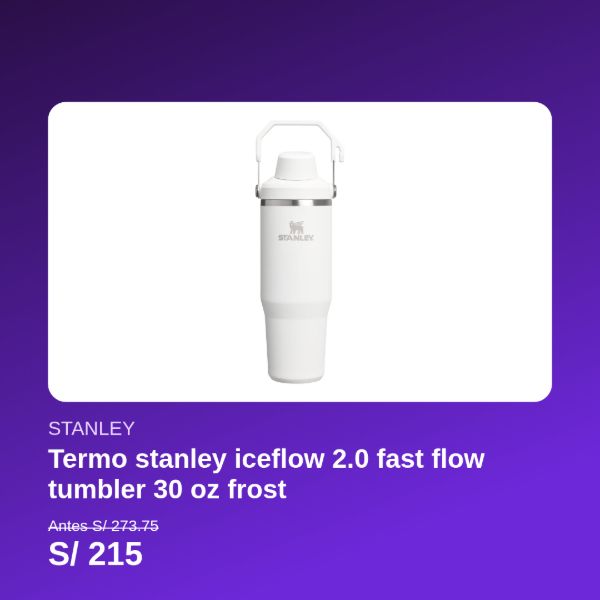 STANLEY
STANLEY
Termo stanley iceflow 2.0 fast flow
tumbler 30 oz frost
Antes S/ 273.75
S/ 215